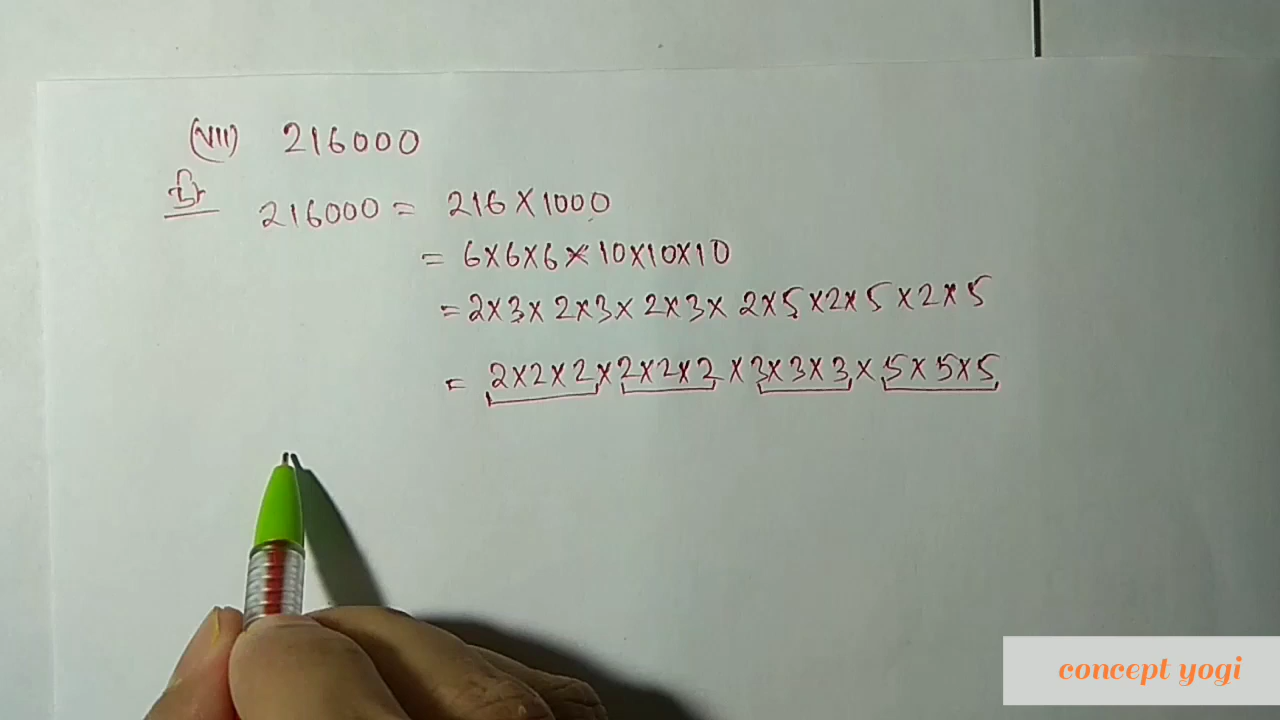 (VII) 216000
216000 = 216 × 1000
= 6×6×6×10×10×10
= 2×3× 2×3× 2×3× 2×5×2×5×2×5
= 2×2×2×2×2×2×3×3×3×5×5×5
concept yogi